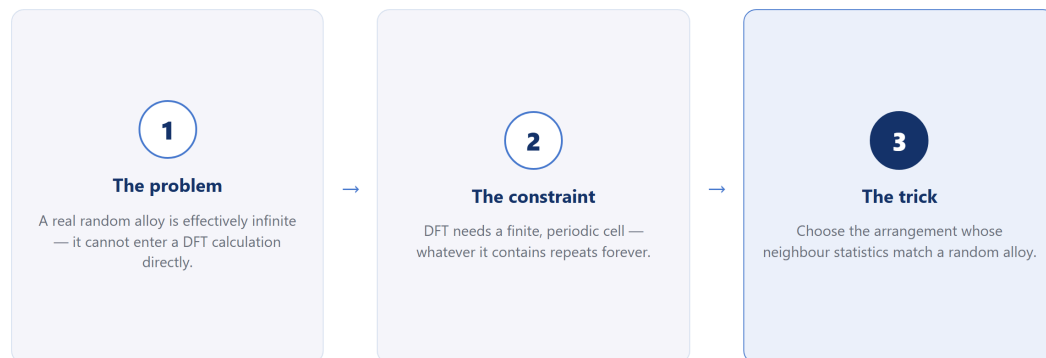 1
The problem
A real random alloy is effectively infinite
— it cannot enter a DFT calculation
directly.
→
2
The constraint
DFT needs a finite, periodic cell —
whatever it contains repeats forever.
→
3
The trick
Choose the arrangement whose
neighbour statistics match a random alloy.